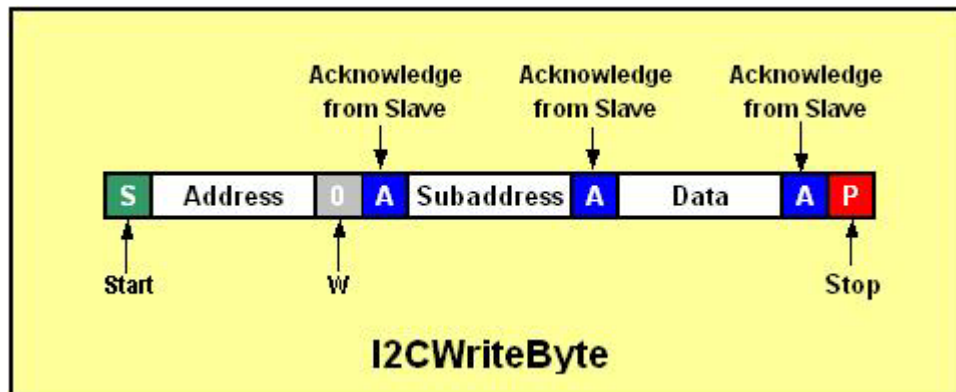 Acknowledge from Slave
Acknowledge from Slave
Acknowledge from Slave
S Address 0 A Subaddress A Data A P
Start W Stop
I2CWriteByte